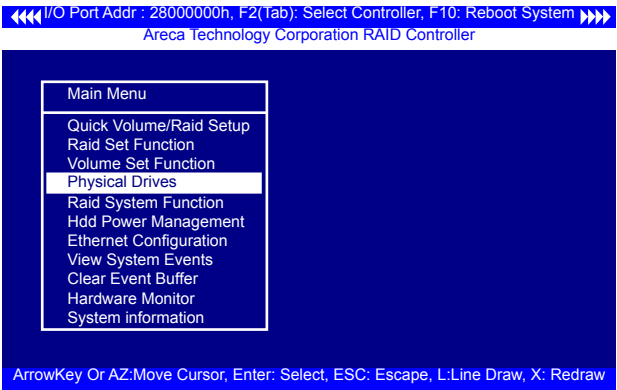 I/O Port Addr : 28000000h, F2(Tab): Select Controller, F10: Reboot System
Areca Technology Corporation RAID Controller
Main Menu
Quick Volume/Raid Setup
Raid Set Function
Volume Set Function
Physical Drives
Raid System Function
Hdd Power Management
Ethernet Configuration
View System Events
Clear Event Buffer
Hardware Monitor
System information
ArrowKey Or AZ:Move Cursor, Enter: Select, ESC: Escape, L:Line Draw, X: Redraw